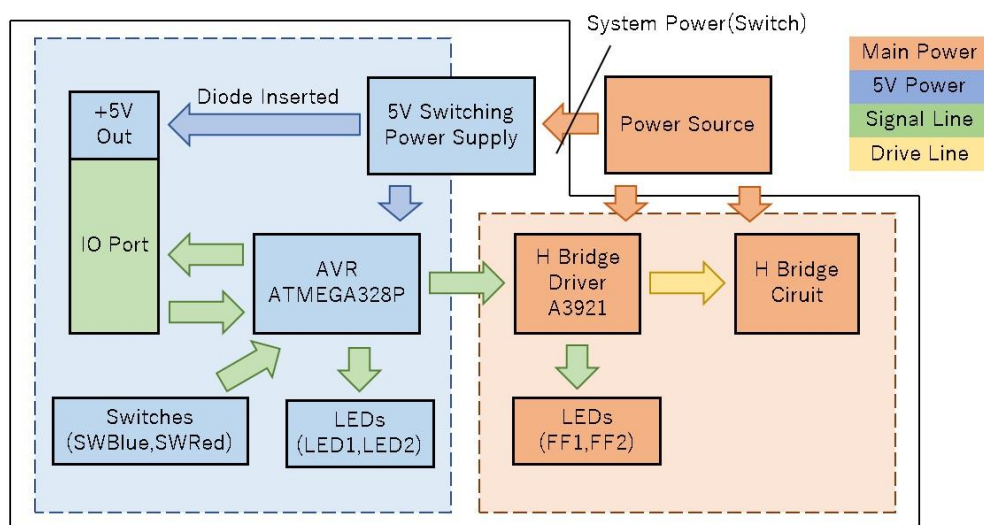 System Power(Switch)
Main Power
5V Power
Signal Line
Drive Line
+5V
Out
Diode Inserted
5V Switching
Power Supply
Power Source
IO Port
AVR
ATMEGA328P
H Bridge
Driver
A3921
H Bridge
Ciruit
Switches
(SWBlue,SWRed)
LEDs
(LED1,LED2)
LEDs
(FF1,FF2)